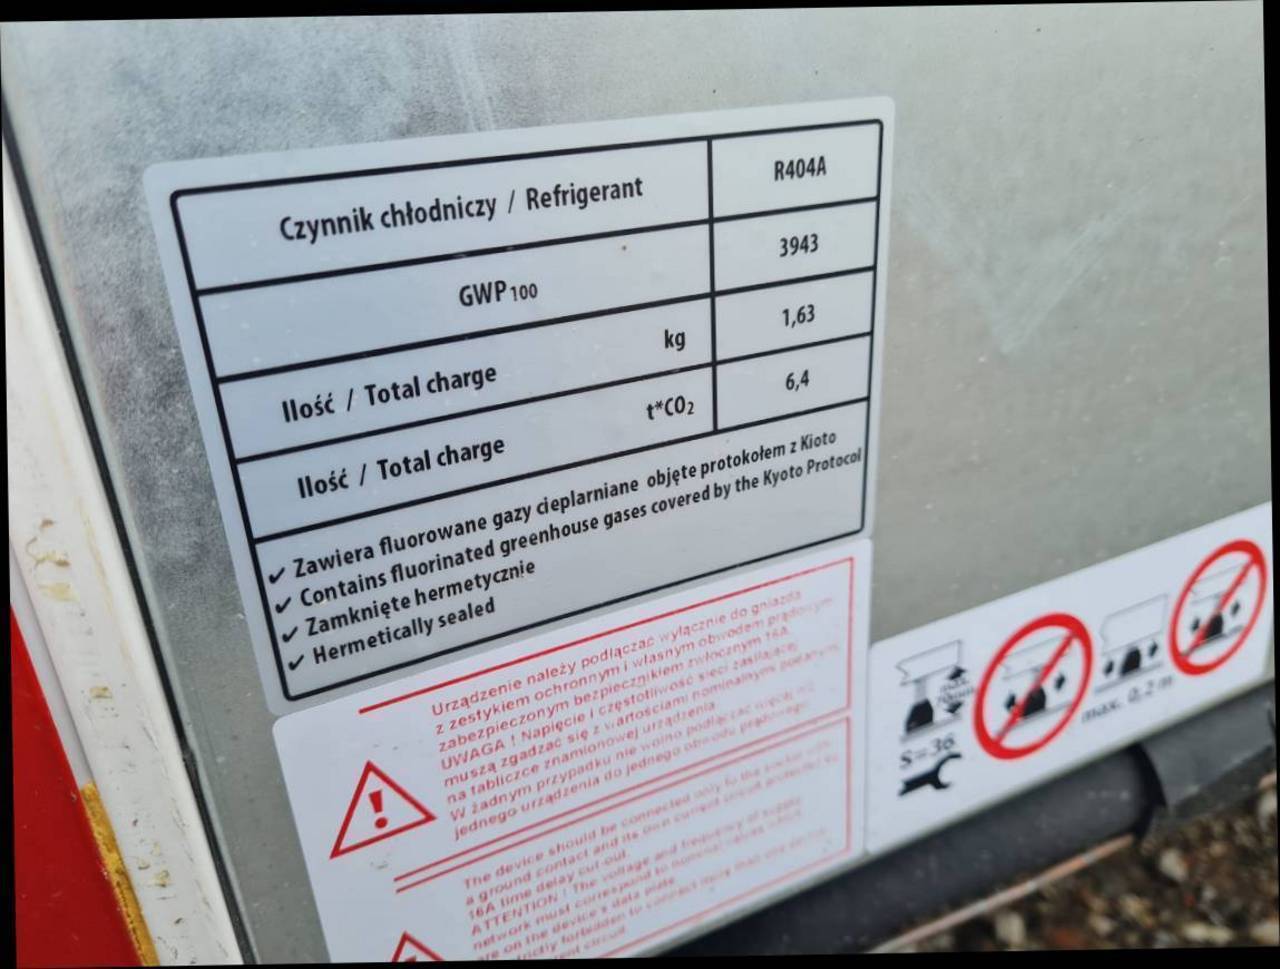 Czynnik chłodniczy / Refrigerant R404A
GWP100 3943
Ilość / Total charge kg 1,63
Ilość / Total charge t*CO2 6,4
✔ Zawiera fluorowane gazy cieplarniane objęte protokołem z Kioto
✔ Contains fluorinated greenhouse gases covered by the Kyoto Protocol
✔ Zamknięte hermetycznie
✔ Hermetically sealed
Urządzenie należy podłączać wyłącznie do gniazda
z zestykiem ochronnym i własnym obwodem prądowym
zabezpieczonym bezpiecznikiem zwłocznym 16A.
UWAGA ! Napięcie i częstotliwość sieci zasilającej
muszą zgadzać się z wartościami nominalnymi podanymi
na tabliczce znamionowej urządzenia.
W żadnym przypadku nie wolno podłączać więcej niż
jednego urządzenia do jednego obwodu prądowego.
The device should be connected only to the socket with
a ground contact and its own current circuit protected by
16A time delay cut-out.
ATTENTION ! The voltage and frequency of supply
network must correspond to nominal values which
are on the device's data plate.
forbidden to connect more than one device
circuit.
max.
70mm
S=36
max. 0,2 m